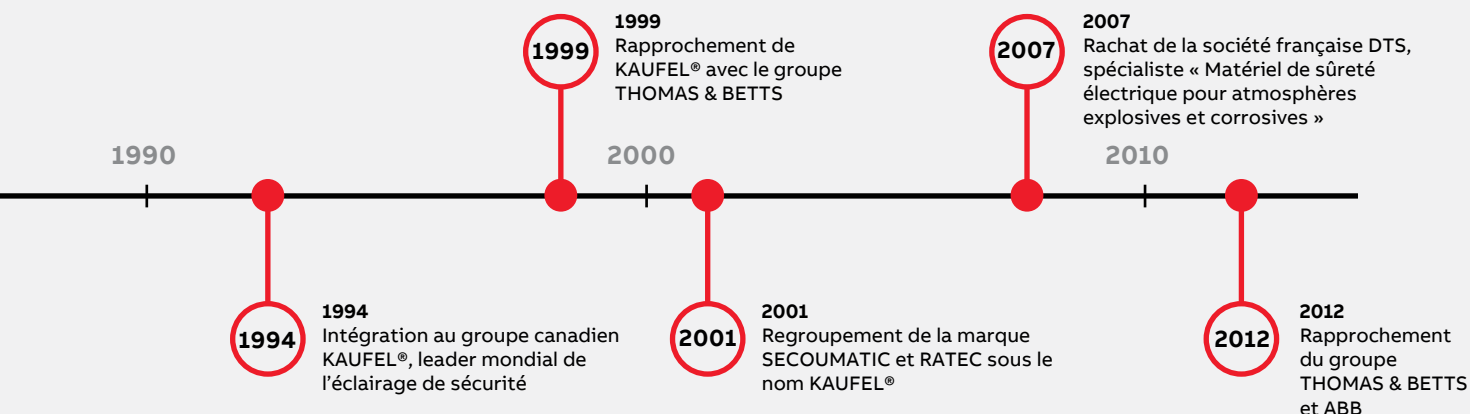 1999
1999
Rapprochement de
KAUFEL® avec le groupe
THOMAS & BETTS
2007
2007
Rachat de la société française DTS,
spécialiste « Matériel de sûreté
électrique pour atmosphères
explosives et corrosives »
1990
2000
2010
1994
1994
Intégration au groupe canadien
KAUFEL®, leader mondial de
l’éclairage de sécurité
2001
2001
Regroupement de la marque
SECOUMATIC et RATEC sous le
nom KAUFEL®
2012
2012
Rapprochement
du groupe
THOMAS & BETTS
et ABB